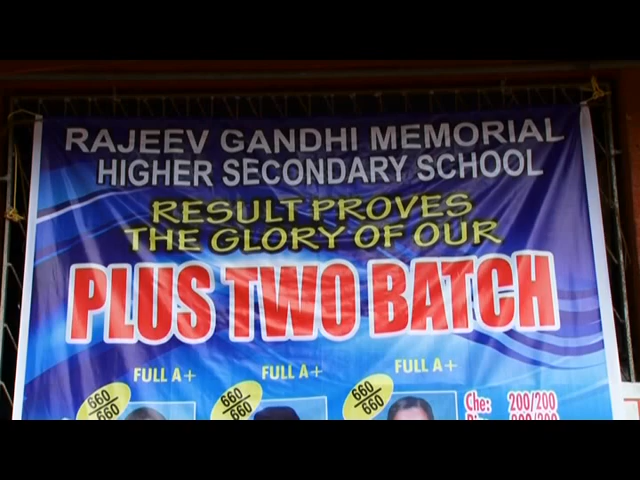 RAJEEV GANDHI MEMORIAL
HIGHER SECONDARY SCHOOL
RESULT PROVES
THE GLORY OF OUR
PLUS TWO BATCH
FULL A+ FULL A+ FULL A+
660/660 660/660 660/660
Che: 200/200